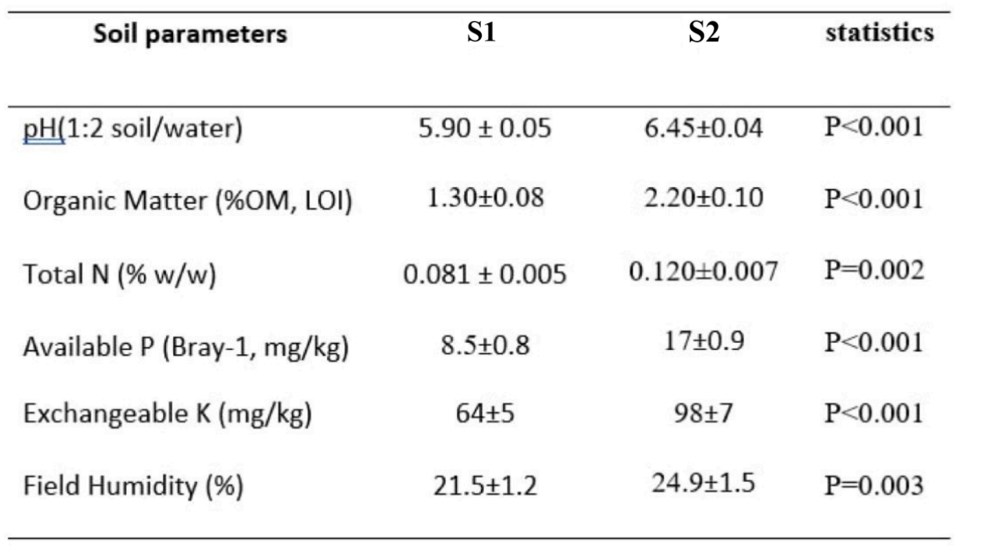 Soil parameters S1 S2 statistics
pH(1:2 soil/water) 5.90 ± 0.05 6.45±0.04 P<0.001
Organic Matter (%OM, LOI) 1.30±0.08 2.20±0.10 P<0.001
Total N (% w/w) 0.081 ± 0.005 0.120±0.007 P=0.002
Available P (Bray-1, mg/kg) 8.5±0.8 17±0.9 P<0.001
Exchangeable K (mg/kg) 64±5 98±7 P<0.001
Field Humidity (%) 21.5±1.2 24.9±1.5 P=0.003